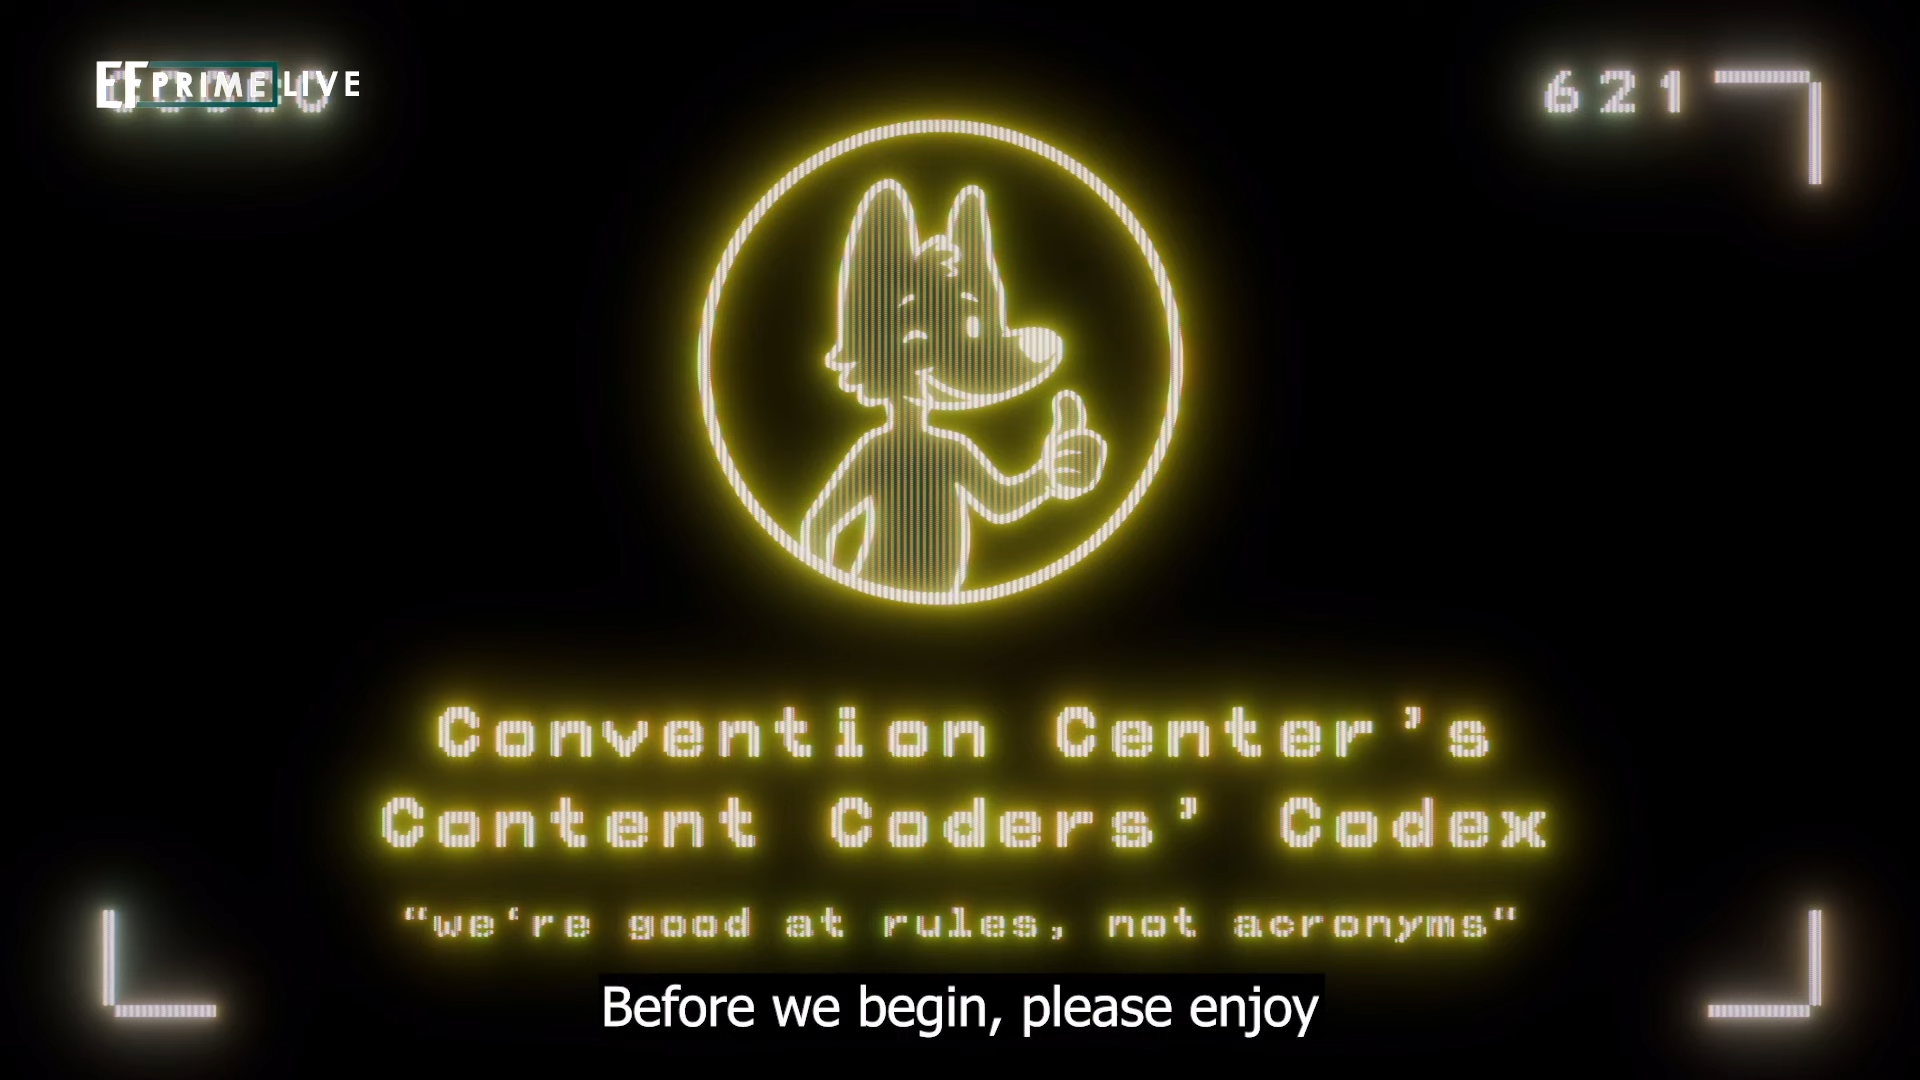 EF PRIME LIVE
621
Convention Center's
Content Coders' Codex
“we‘re good at rules, not acronyms“
Before we begin, please enjoy